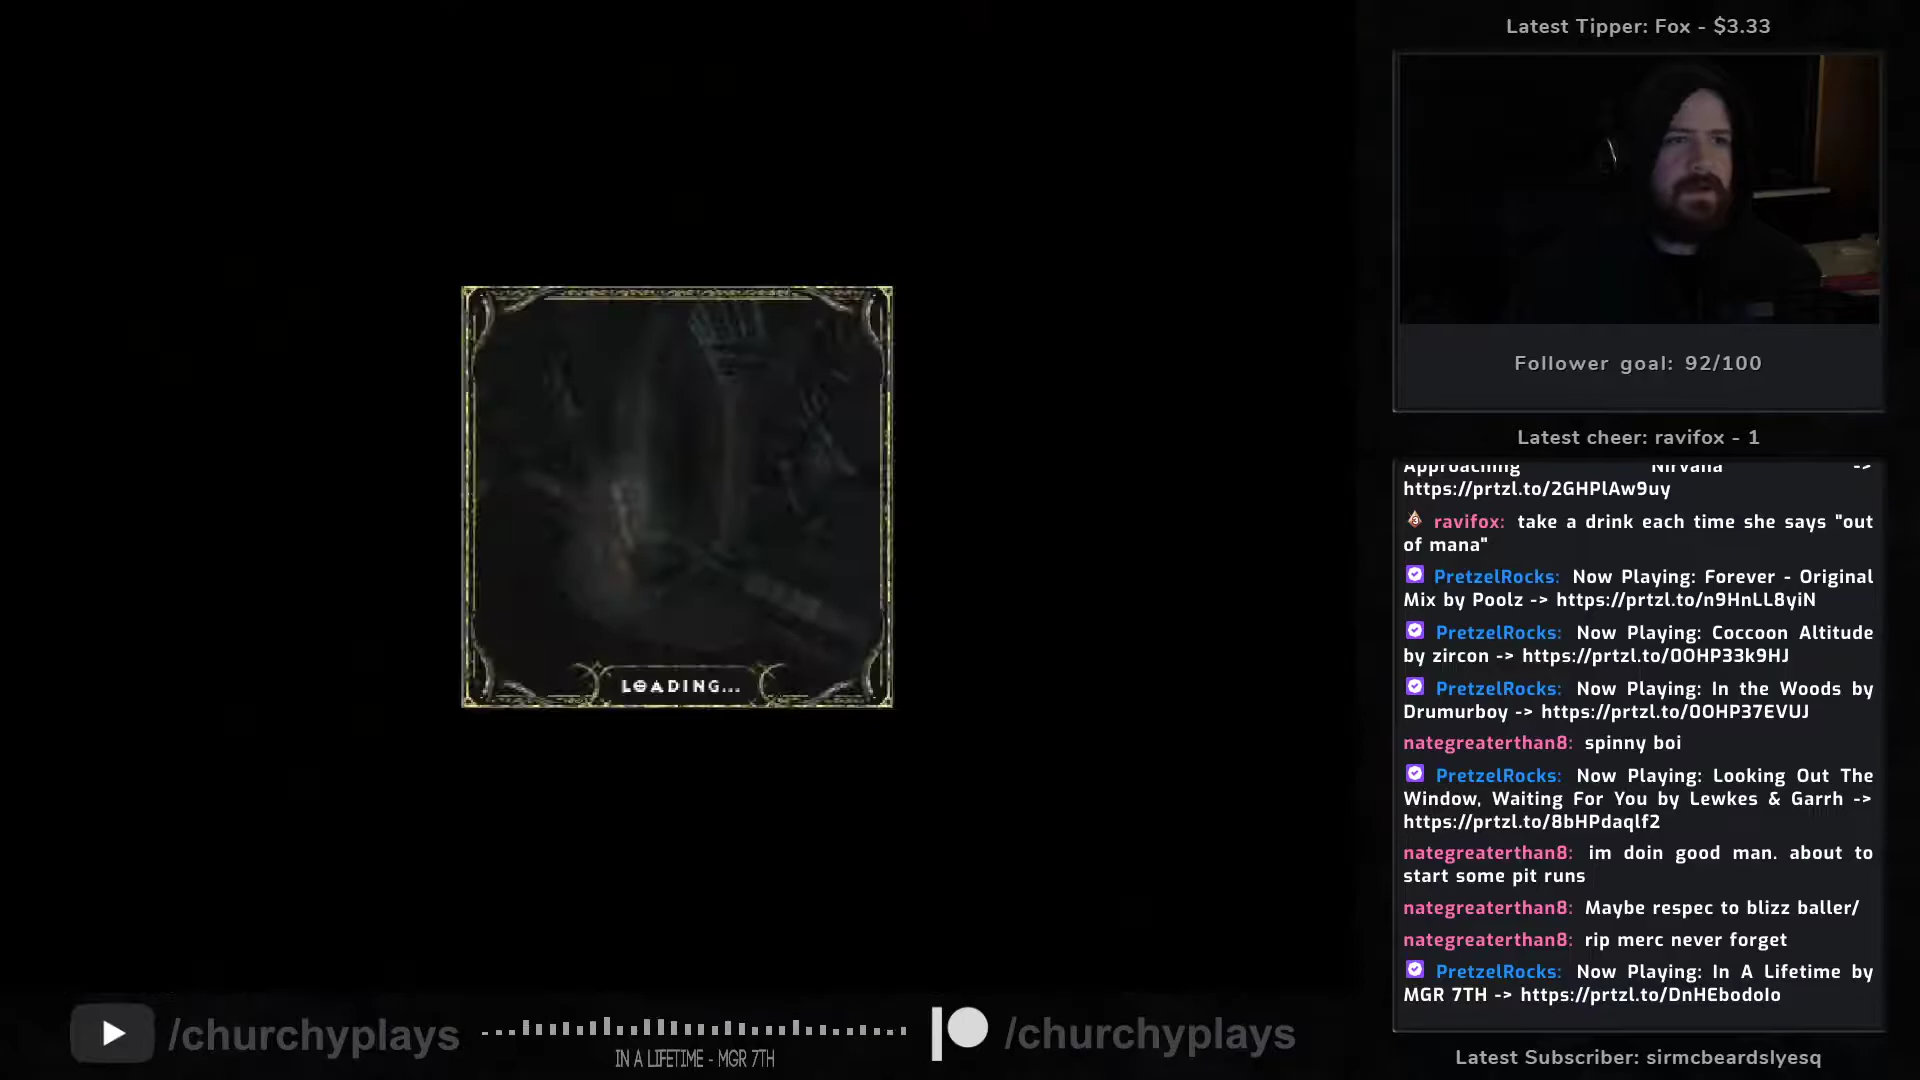 Latest Tipper: Fox - $3.33
Follower goal: 92/100
Latest cheer: ravifox - 1
Approaching Nirvana ->
https://prtzl.to/2GHPlAw9uy
ravifox: take a drink each time she says "out
of mana"
PretzelRocks: Now Playing: Forever - Original
Mix by Poolz -> https://prtzl.to/n9HnLL8yiN
PretzelRocks: Now Playing: Coccoon Altitude
by zircon -> https://prtzl.to/0OHP33k9HJ
PretzelRocks: Now Playing: In the Woods by
Drumurboy -> https://prtzl.to/0OHP37EVUJ
nategreaterthan8: spinny boi
PretzelRocks: Now Playing: Looking Out The
Window, Waiting For You by Lewkes & Garrh ->
https://prtzl.to/8bHPdaqlf2
nategreaterthan8: im doin good man. about to
start some pit runs
nategreaterthan8: Maybe respec to blizz baller/
nategreaterthan8: rip merc never forget
PretzelRocks: Now Playing: In A Lifetime by
MGR 7TH -> https://prtzl.to/DnHEbodoIo
Latest Subscriber: sirmcbeardslyesq
LOADING...
/churchyplays
IN A LIFETIME - MGR 7TH
/churchyplays